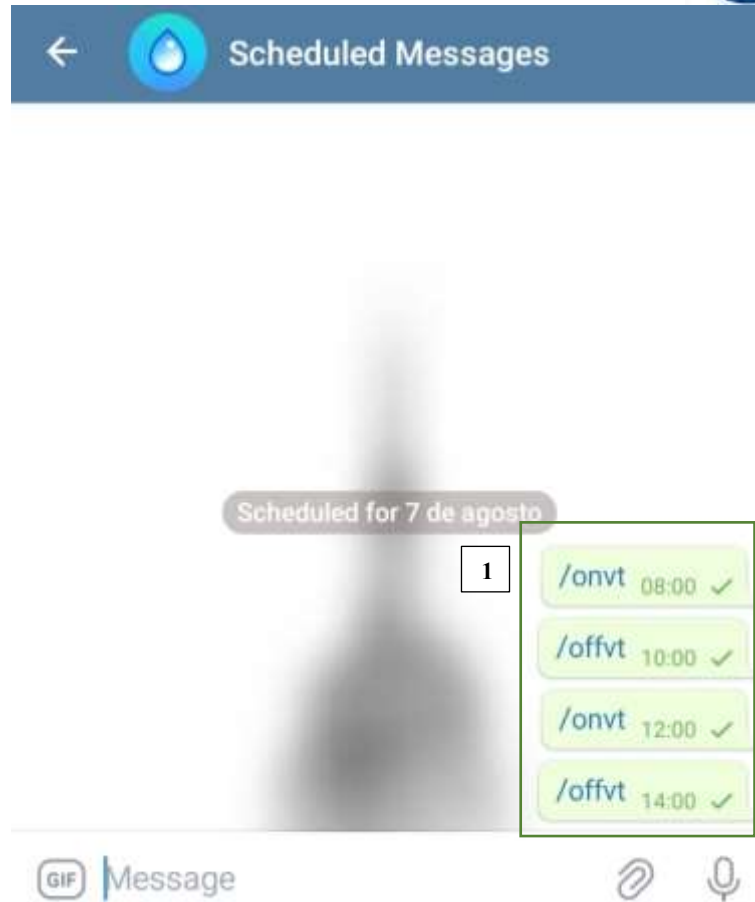 Scheduled Messages
Scheduled for 7 de agosto
1
/onvt 08:00
/offvt 10:00
/onvt 12:00
/offvt 14:00
GIF Message